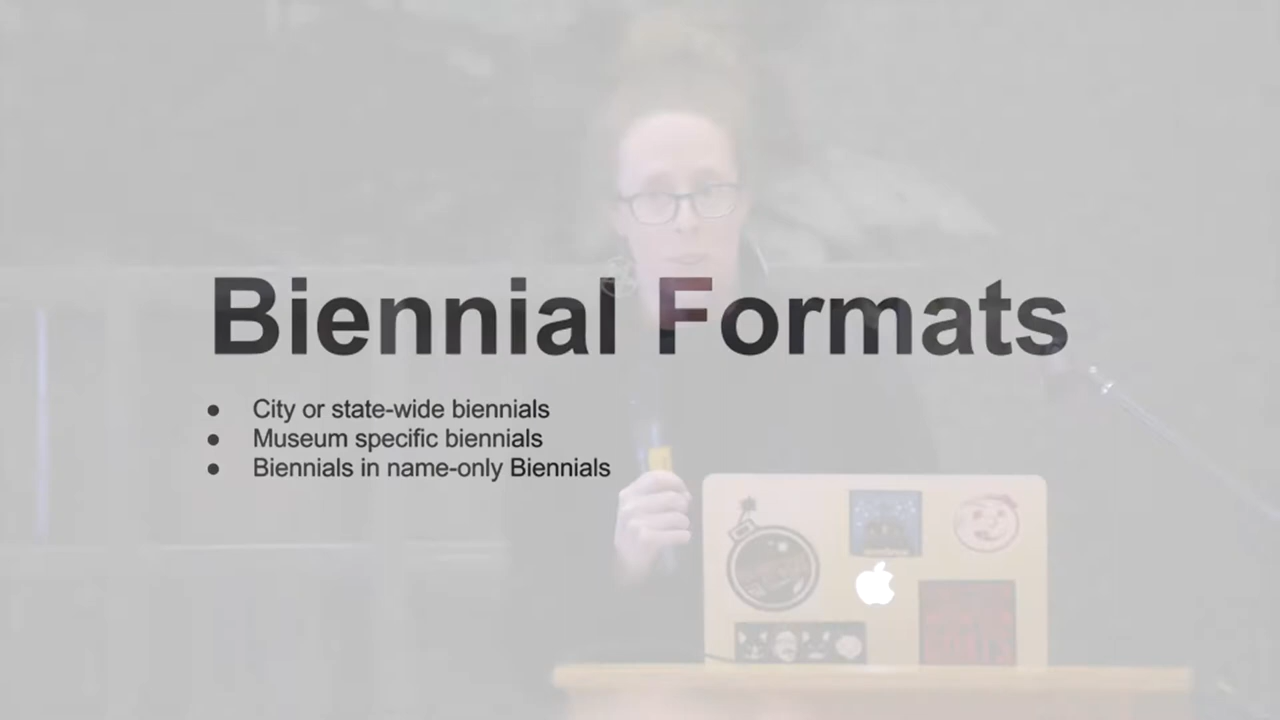 Biennial Formats
● City or state-wide biennials
● Museum specific biennials
● Biennials in name-only Biennials